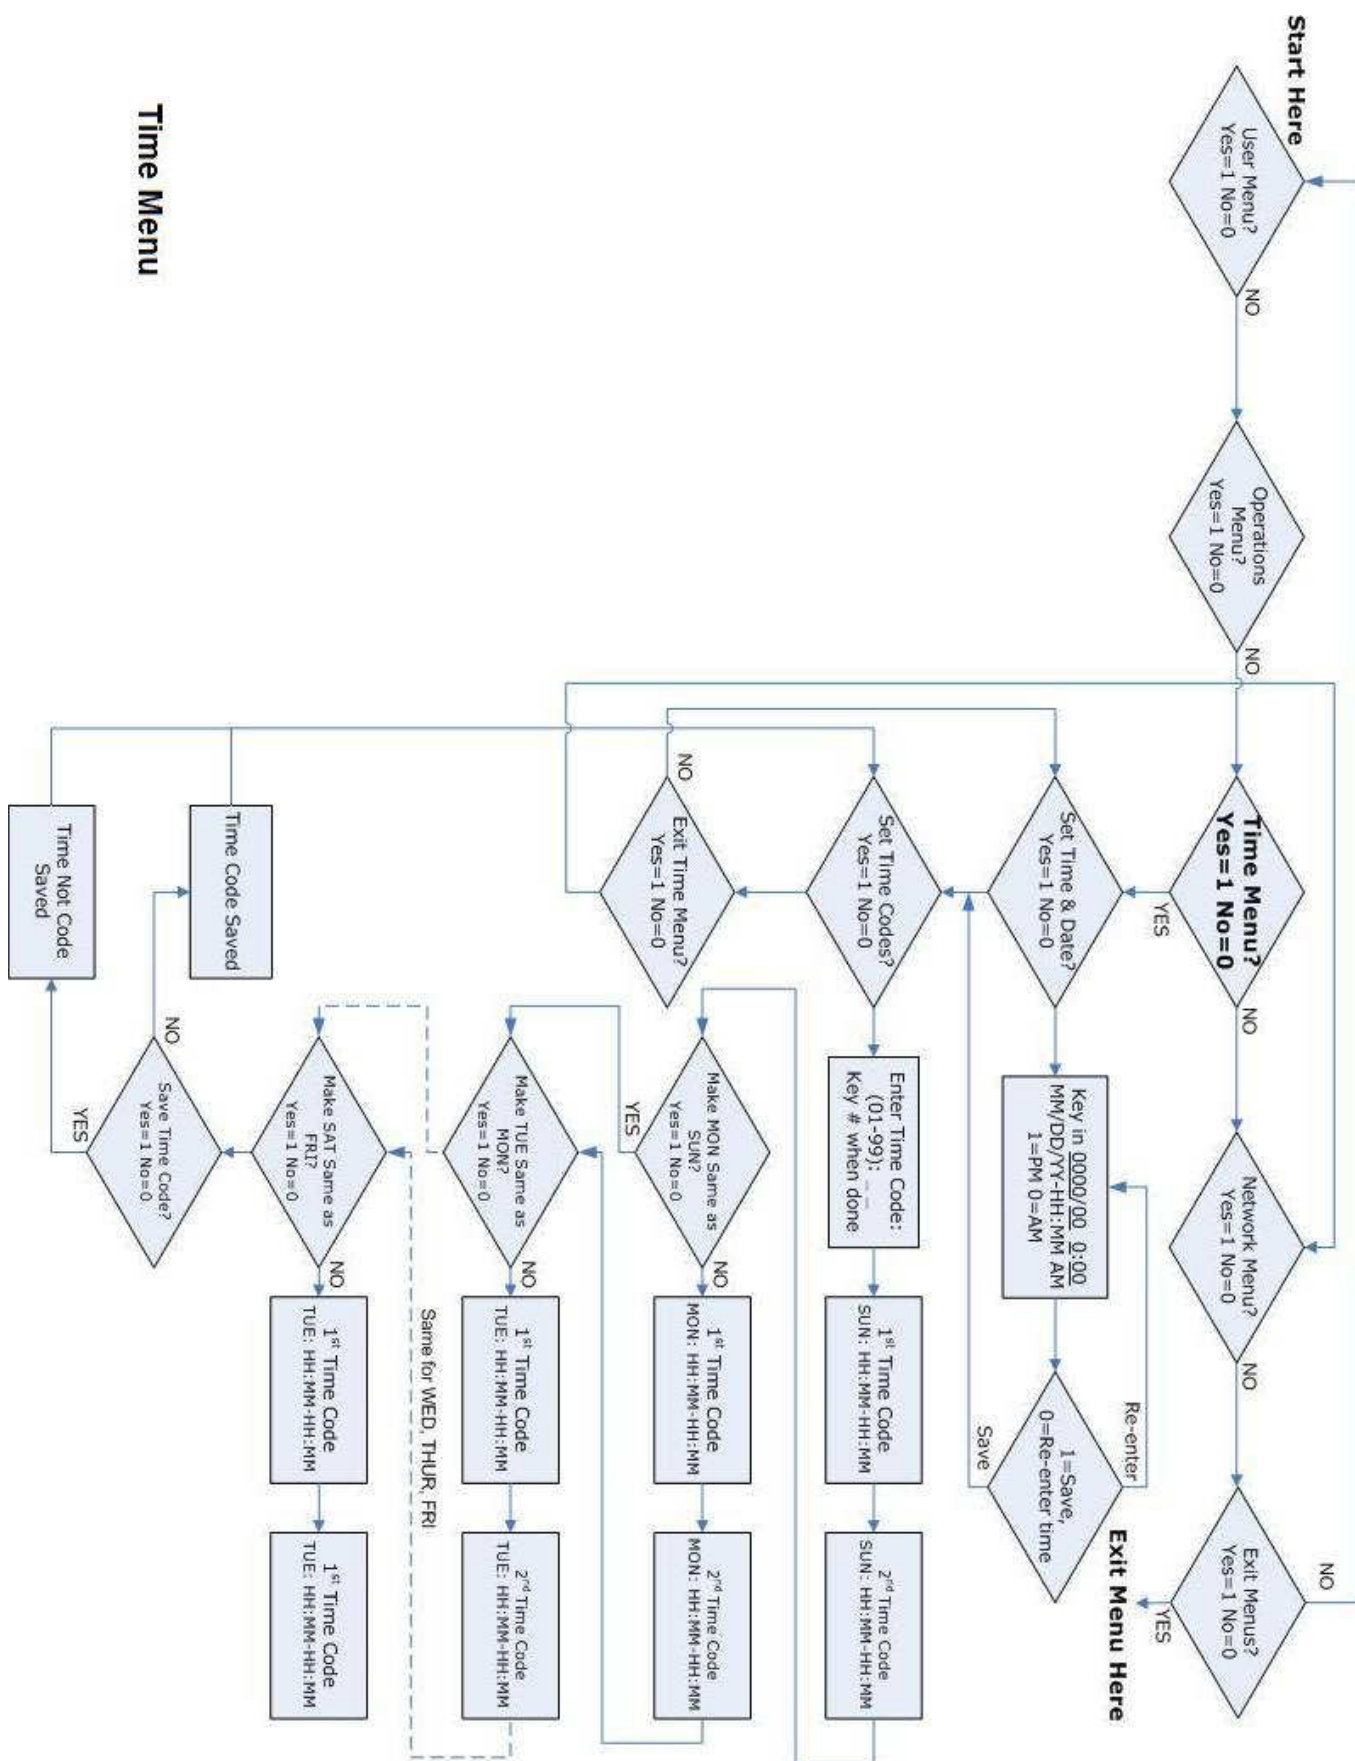 Start Here
User Menu?
Yes=1 No=0
NO
Operations
Menu?
Yes=1 No=0
NO
Time Menu?
Yes=1 No=0
NO
YES
Network Menu?
Yes=1 No=0
NO
Exit Menus?
Yes=1 No=0
NO
YES
Exit Menu Here
Set Time & Date?
Yes=1 No=0
Key in 0000/00 0:00
MM/DD/YY-HH:MM AM
1=PM 0=AM
Re-enter
1=Save,
0=Re-enter time
Save
Set Time Codes?
Yes=1 No=0
Enter Time Code:
(01-99): _ _
Key # when done
1st Time Code
SUN: HH:MM-HH:MM
2nd Time Code
SUN: HH:MM-HH:MM
Exit Time Menu?
Yes=1 No=0
NO
Make MON Same as
SUN?
Yes=1 No=0
NO
YES
1st Time Code
MON: HH:MM-HH:MM
2nd Time Code
MON: HH:MM-HH:MM
Make TUE Same as
MON?
Yes=1 No=0
NO
1st Time Code
TUE: HH:MM-HH:MM
2nd Time Code
TUE: HH:MM-HH:MM
Same for WED, THUR, FRI
Make SAT Same as
FRI?
Yes=1 No=0
NO
1st Time Code
TUE: HH:MM-HH:MM
1st Time Code
TUE: HH:MM-HH:MM
Time Code Saved
Save Time Code?
Yes=1 No=0
NO
YES
Time Not Code
Saved
Time Menu